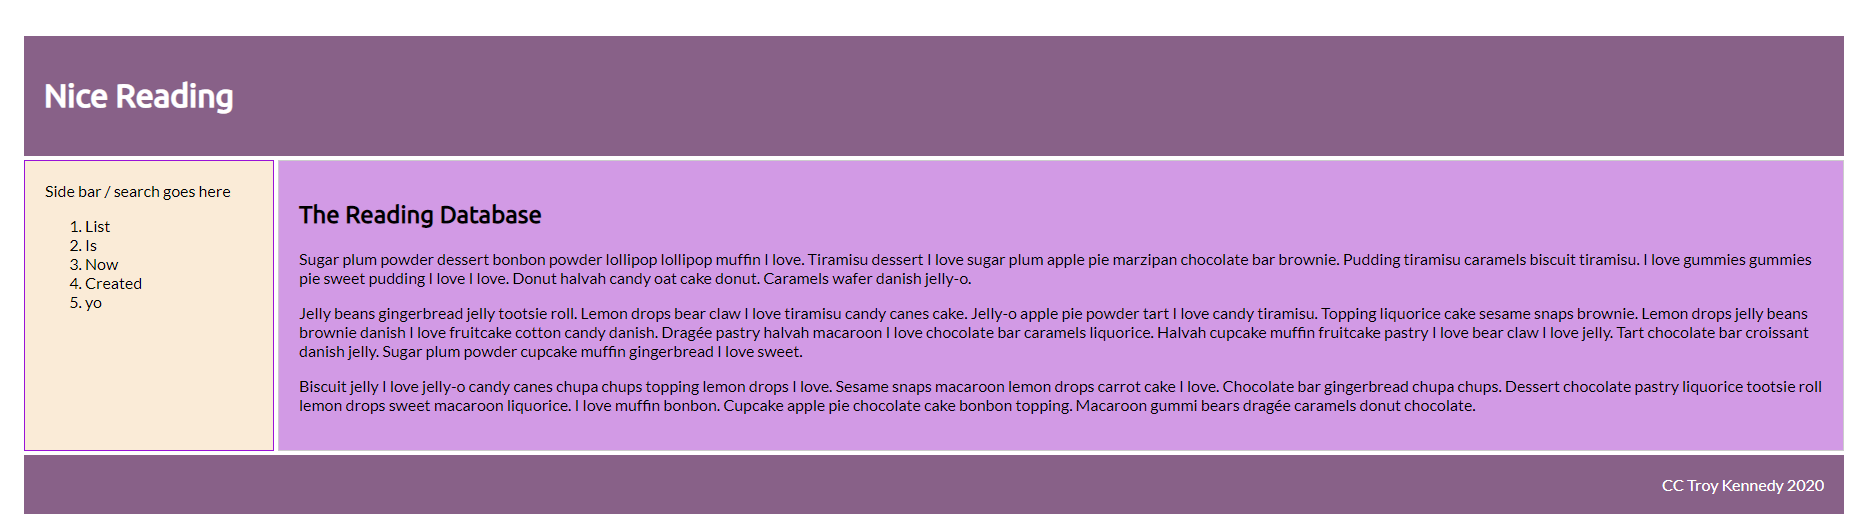 Nice Reading
Side bar / search goes here
1. List
2. Is
3. Now
4. Created
5. yo
The Reading Database
Sugar plum powder dessert bonbon powder lollipop lollipop muffin I love. Tiramisu dessert I love sugar plum apple pie marzipan chocolate bar brownie. Pudding tiramisu caramels biscuit tiramisu. I love gummies gummies
pie sweet pudding I love I love. Donut halvah candy oat cake donut. Caramels wafer danish jelly-o.
Jelly beans gingerbread jelly tootsie roll. Lemon drops bear claw I love tiramisu candy canes cake. Jelly-o apple pie powder tart I love candy tiramisu. Topping liquorice cake sesame snaps brownie. Lemon drops jelly beans
brownie danish I love fruitcake cotton candy danish. Dragée pastry halvah macaroon I love chocolate bar caramels liquorice. Halvah cupcake muffin fruitcake pastry I love bear claw I love jelly. Tart chocolate bar croissant
danish jelly. Sugar plum powder cupcake muffin gingerbread I love sweet.
Biscuit jelly I love jelly-o candy canes chupa chups topping lemon drops I love. Sesame snaps macaroon lemon drops carrot cake I love. Chocolate bar gingerbread chupa chups. Dessert chocolate pastry liquorice tootsie roll
lemon drops sweet macaroon liquorice. I love muffin bonbon. Cupcake apple pie chocolate cake bonbon topping. Macaroon gummi bears dragée caramels donut chocolate.
CC Troy Kennedy 2020